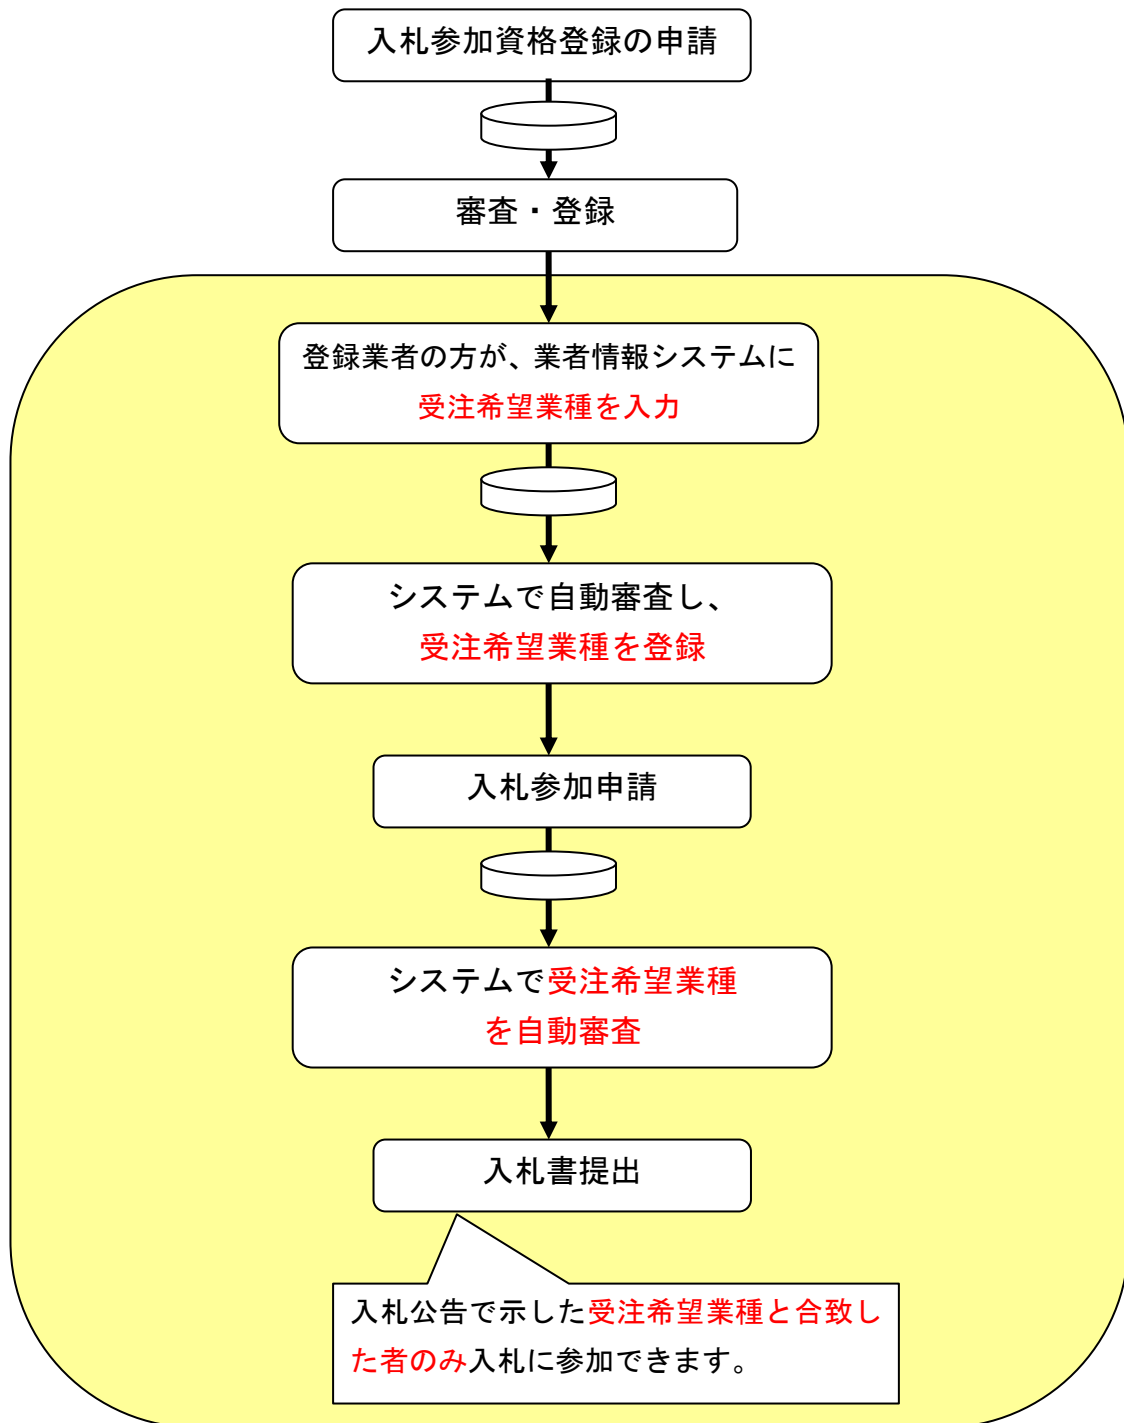 入札参加資格登録の申請
審査・登録
登録業者の方が、業者情報システムに
受注希望業種を入力
システムで自動審査し、
受注希望業種を登録
入札参加申請
システムで受注希望業種
を自動審査
入札書提出
入札公告で示した受注希望業種と合致し
た者のみ入札に参加できます。